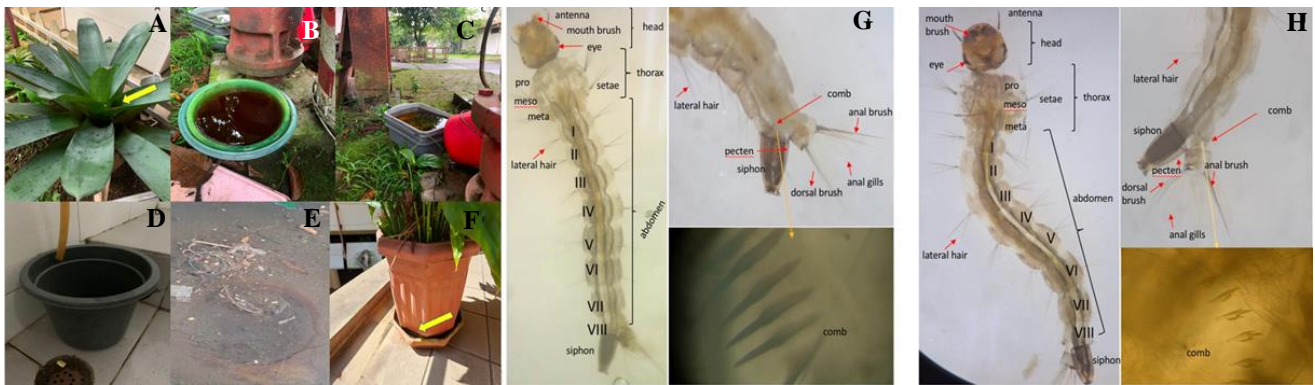 A
B
C
D
E
F
antenna
mouth brush
head
eye
thorax
pro
setae
meso
meta
I
II
lateral hair
III
IV
abdomen
V
VI
VII
VIII
siphon
G
lateral hair
comb
anal brush
pecten
siphon
anal gills
dorsal brush
comb
antenna
mouth
brush
head
eye
pro
setae
thorax
meso
meta
I
II
III
IV
abdomen
V
lateral hair
VI
VII
VIII
siphon
H
lateral hair
comb
siphon
pecten
anal brush
dorsal
brush
anal gills
comb